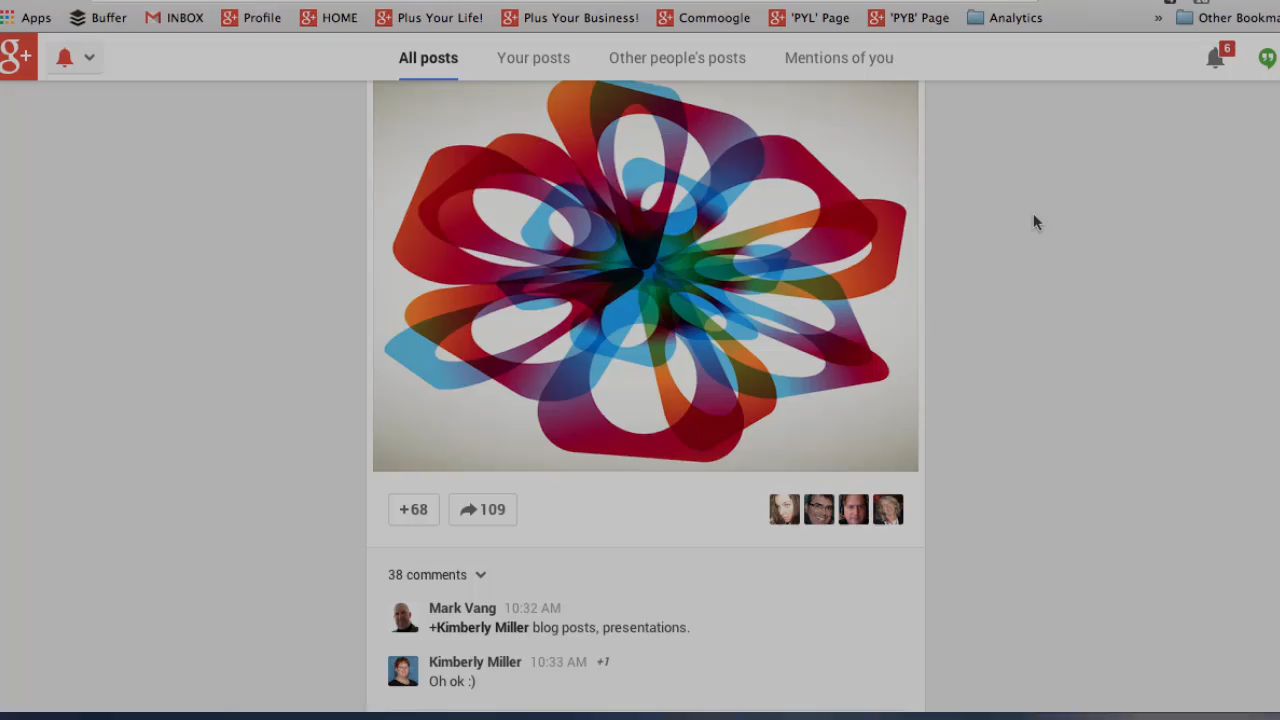 Apps Buffer INBOX Profile HOME Plus Your Life! Plus Your Business! Commoogle 'PYL' Page 'PYB' Page Analytics » Other Bookma
g+ All posts Your posts Other people's posts Mentions of you 6
+68 109
38 comments
Mark Vang 10:32 AM
+Kimberly Miller blog posts, presentations.
Kimberly Miller 10:33 AM +1
Oh ok :)